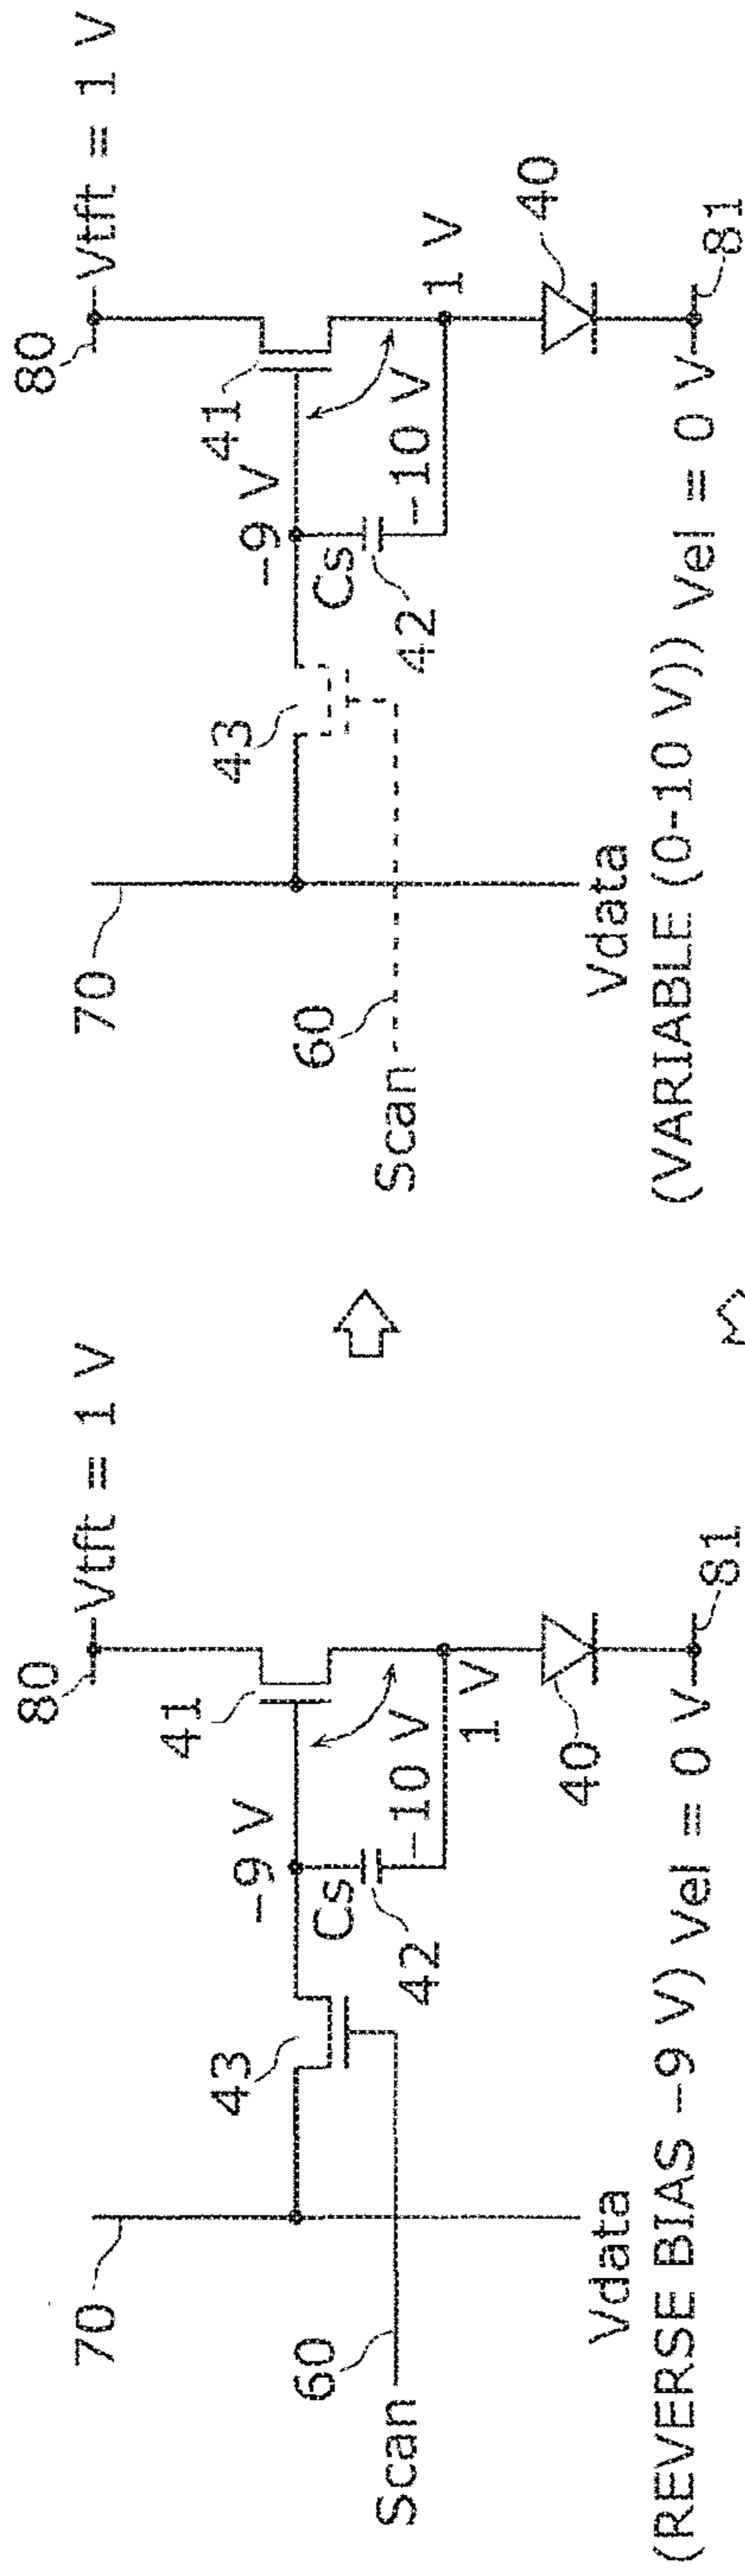 80
Vtft = 1 V
70
41
-9 V
43
Cs
-10 V
42
1 V
60
Scan
40
Vdata
(REVERSE BIAS -9 V)
Vel = 0 V
81
80
Vtft = 1 V
70
41
-9 V
43
Cs
-10 V
42
1 V
60
Scan
40
Vdata
(VARIABLE (0-10 V))
Vel = 0 V
81